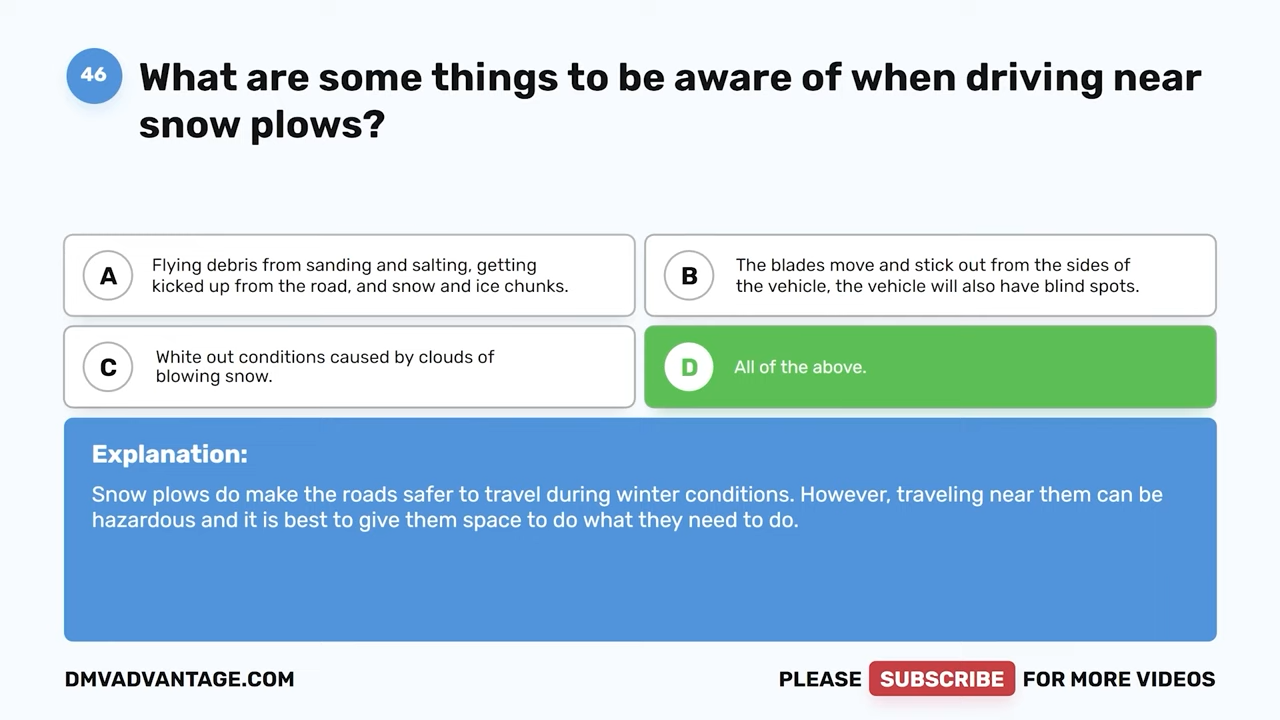 46
What are some things to be aware of when driving near
snow plows?
A
Flying debris from sanding and salting, getting
kicked up from the road, and snow and ice chunks.
B
The blades move and stick out from the sides of
the vehicle, the vehicle will also have blind spots.
C
White out conditions caused by clouds of
blowing snow.
D
All of the above.
Explanation:
Snow plows do make the roads safer to travel during winter conditions. However, traveling near them can be
hazardous and it is best to give them space to do what they need to do.
DMVADVANTAGE.COM
PLEASE SUBSCRIBE FOR MORE VIDEOS